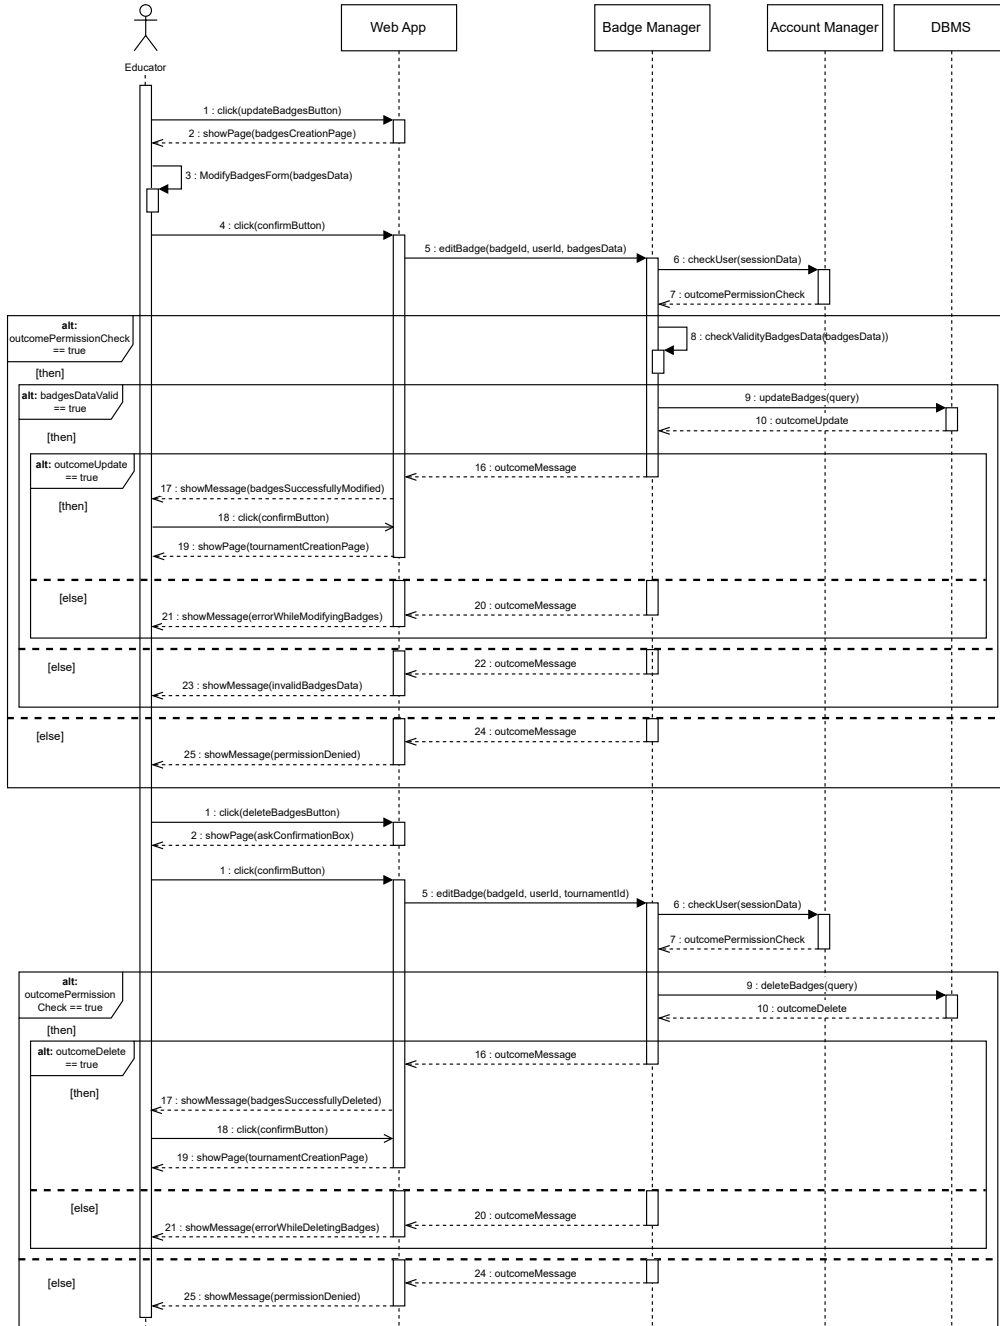 Web App
Badge Manager
Account Manager
DBMS
Educator
1 : click(updateBadgesButton)
2 : showPage(badgesCreationPage)
3 : ModifyBadgesForm(badgesData)
4 : click(confirmButton)
5 : editBadge(badgeId, userId, badgesData)
6 : checkUser(sessionData)
7 : outcomePermissionCheck
alt:
outcomePermissionCheck
== true
8 : checkValidityBadgesData(badgesData))
[then]
alt: badgesDataValid
== true
9 : updateBadges(query)
10 : outcomeUpdate
[then]
alt: outcomeUpdate
== true
16 : outcomeMessage
17 : showMessage(badgesSuccessfullyModified)
[then]
18 : click(confirmButton)
19 : showPage(tournamentCreationPage)
[else]
20 : outcomeMessage
21 : showMessage(errorWhileModifyingBadges)
[else]
22 : outcomeMessage
23 : showMessage(invalidBadgesData)
[else]
24 : outcomeMessage
25 : showMessage(permissionDenied)
1 : click(deleteBadgesButton)
2 : showPage(askConfirmationBox)
1 : click(confirmButton)
5 : editBadge(badgeId, userId, tournamentId)
6 : checkUser(sessionData)
7 : outcomePermissionCheck
alt:
outcomePermission
Check == true
9 : deleteBadges(query)
10 : outcomeDelete
[then]
alt: outcomeDelete
== true
16 : outcomeMessage
[then]
17 : showMessage(badgesSuccessfullyDeleted)
18 : click(confirmButton)
19 : showPage(tournamentCreationPage)
[else]
20 : outcomeMessage
21 : showMessage(errorWhileDeletingBadges)
[else]
24 : outcomeMessage
25 : showMessage(permissionDenied)